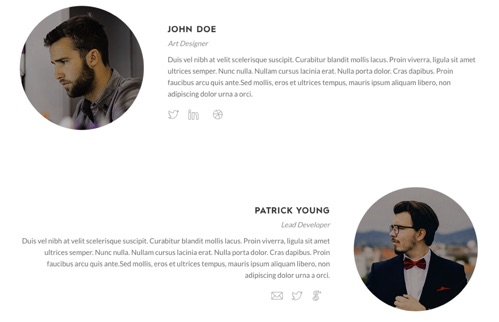 JOHN DOE
Art Designer
Duis vel nibh at velit scelerisque suscipit. Curabitur blandit mollis lacus. Proin viverra, ligula sit amet
ultrices semper. Nunc nulla. Nullam cursus lacinia erat. Nulla porta dolor. Cras dapibus. Proin
faucibus arcu quis ante.Sed mollis, eros et ultrices tempus, mauris ipsum aliquam libero, non
adipiscing dolor urna a orci.
PATRICK YOUNG
Lead Developer
Duis vel nibh at velit scelerisque suscipit. Curabitur blandit mollis lacus. Proin viverra, ligula sit amet
ultrices semper. Nunc nulla. Nullam cursus lacinia erat. Nulla porta dolor. Cras dapibus. Proin
faucibus arcu quis ante.Sed mollis, eros et ultrices tempus, mauris ipsum aliquam libero, non
adipiscing dolor urna a orci.